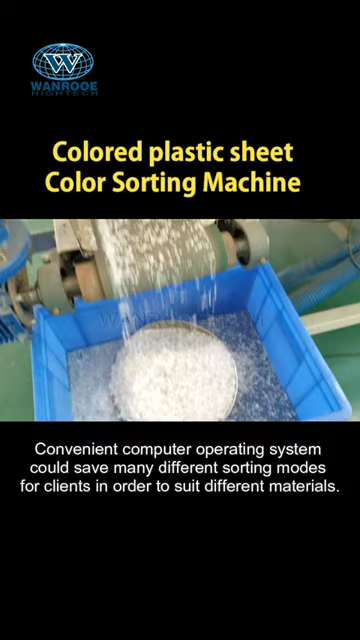 W
WANROOE
HIGHTECH
Colored plastic sheet
Color Sorting Machine
WANROOE
Convenient computer operating system
could save many different sorting modes
for clients in order to suit different materials.